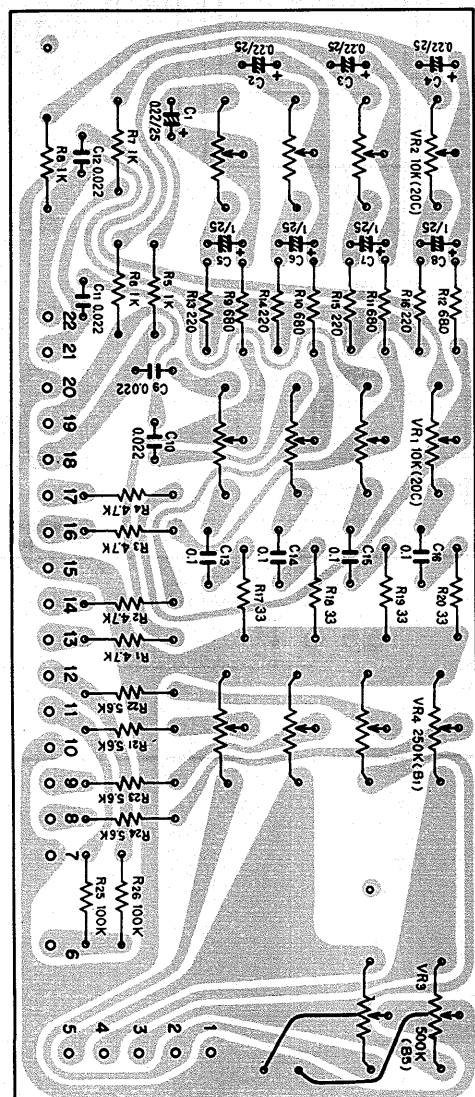 0.22/25
C2
0.22/25
C3
0.22/25
C4
C1
0.22/25
R7 1K
C12 0.022
R8 1K
VR2 10K(20C)
1/25
C5
1/25
C6
1/25
C7
1/25
C8
R6 1K
R5 1K
C11 0.022
R13 220
R9 680
R14 220
R10 680
R15 220
R11 680
R16 220
R12 680
C9 0.022
C10
0.022
VR1 10K(20C)
R4 4.7K
R3 4.7K
C13
0.1
C14
0.1
C15
0.1
C16
0.1
R17 33
R18 33
R19 33
R20 33
R2 4.7K
R1 4.7K
R22 5.6K
R21 5.6K
VR4 250K(B1)
R23 5.6K
R24 5.6K
R25 100K
R26 100K
VR3
500K
(B5)
22
21
20
19
18
17
16
15
14
13
12
11
10
9
8
7
6
5
4
3
2
1